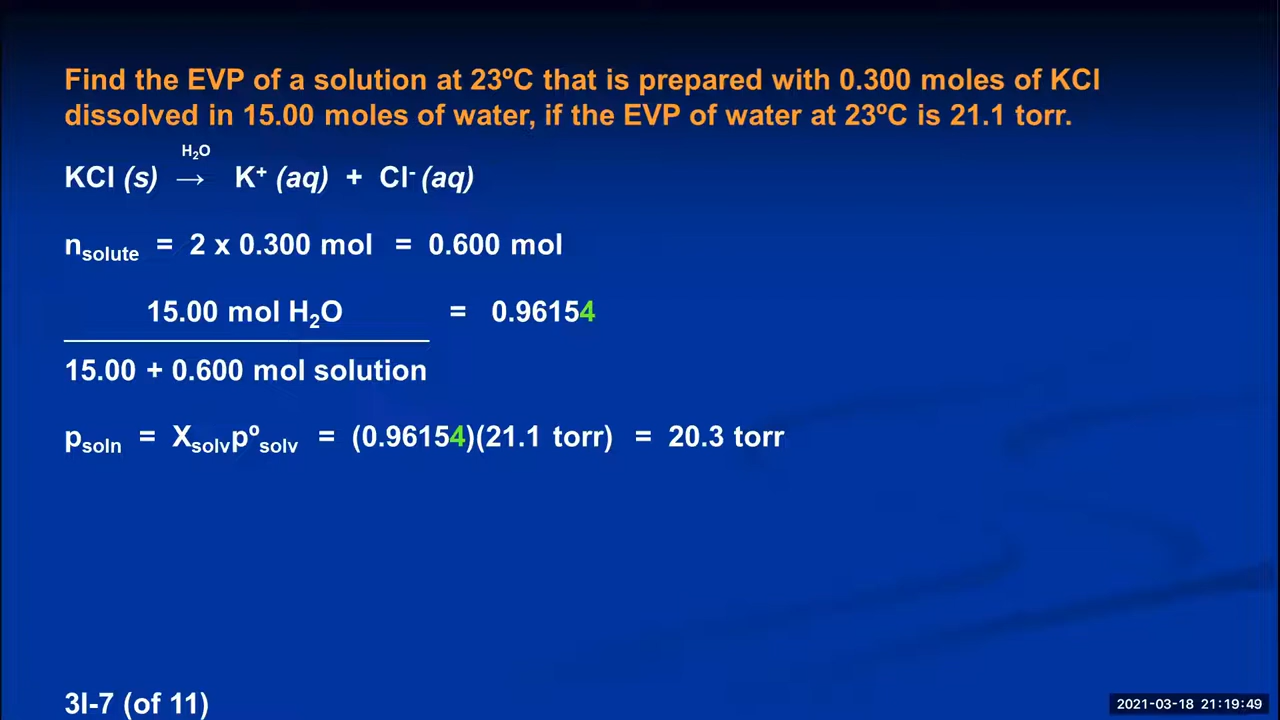 Find the EVP of a solution at 23ºC that is prepared with 0.300 moles of KCl
dissolved in 15.00 moles of water, if the EVP of water at 23ºC is 21.1 torr.
H₂O
KCl (s) → K⁺ (aq) + Cl⁻ (aq)
nsolute = 2 x 0.300 mol = 0.600 mol
15.00 mol H₂O = 0.96154
15.00 + 0.600 mol solution
psoln = Xsolvpºsolv = (0.96154)(21.1 torr) = 20.3 torr
3I-7 (of 11)
2021-03-18 21:19:49